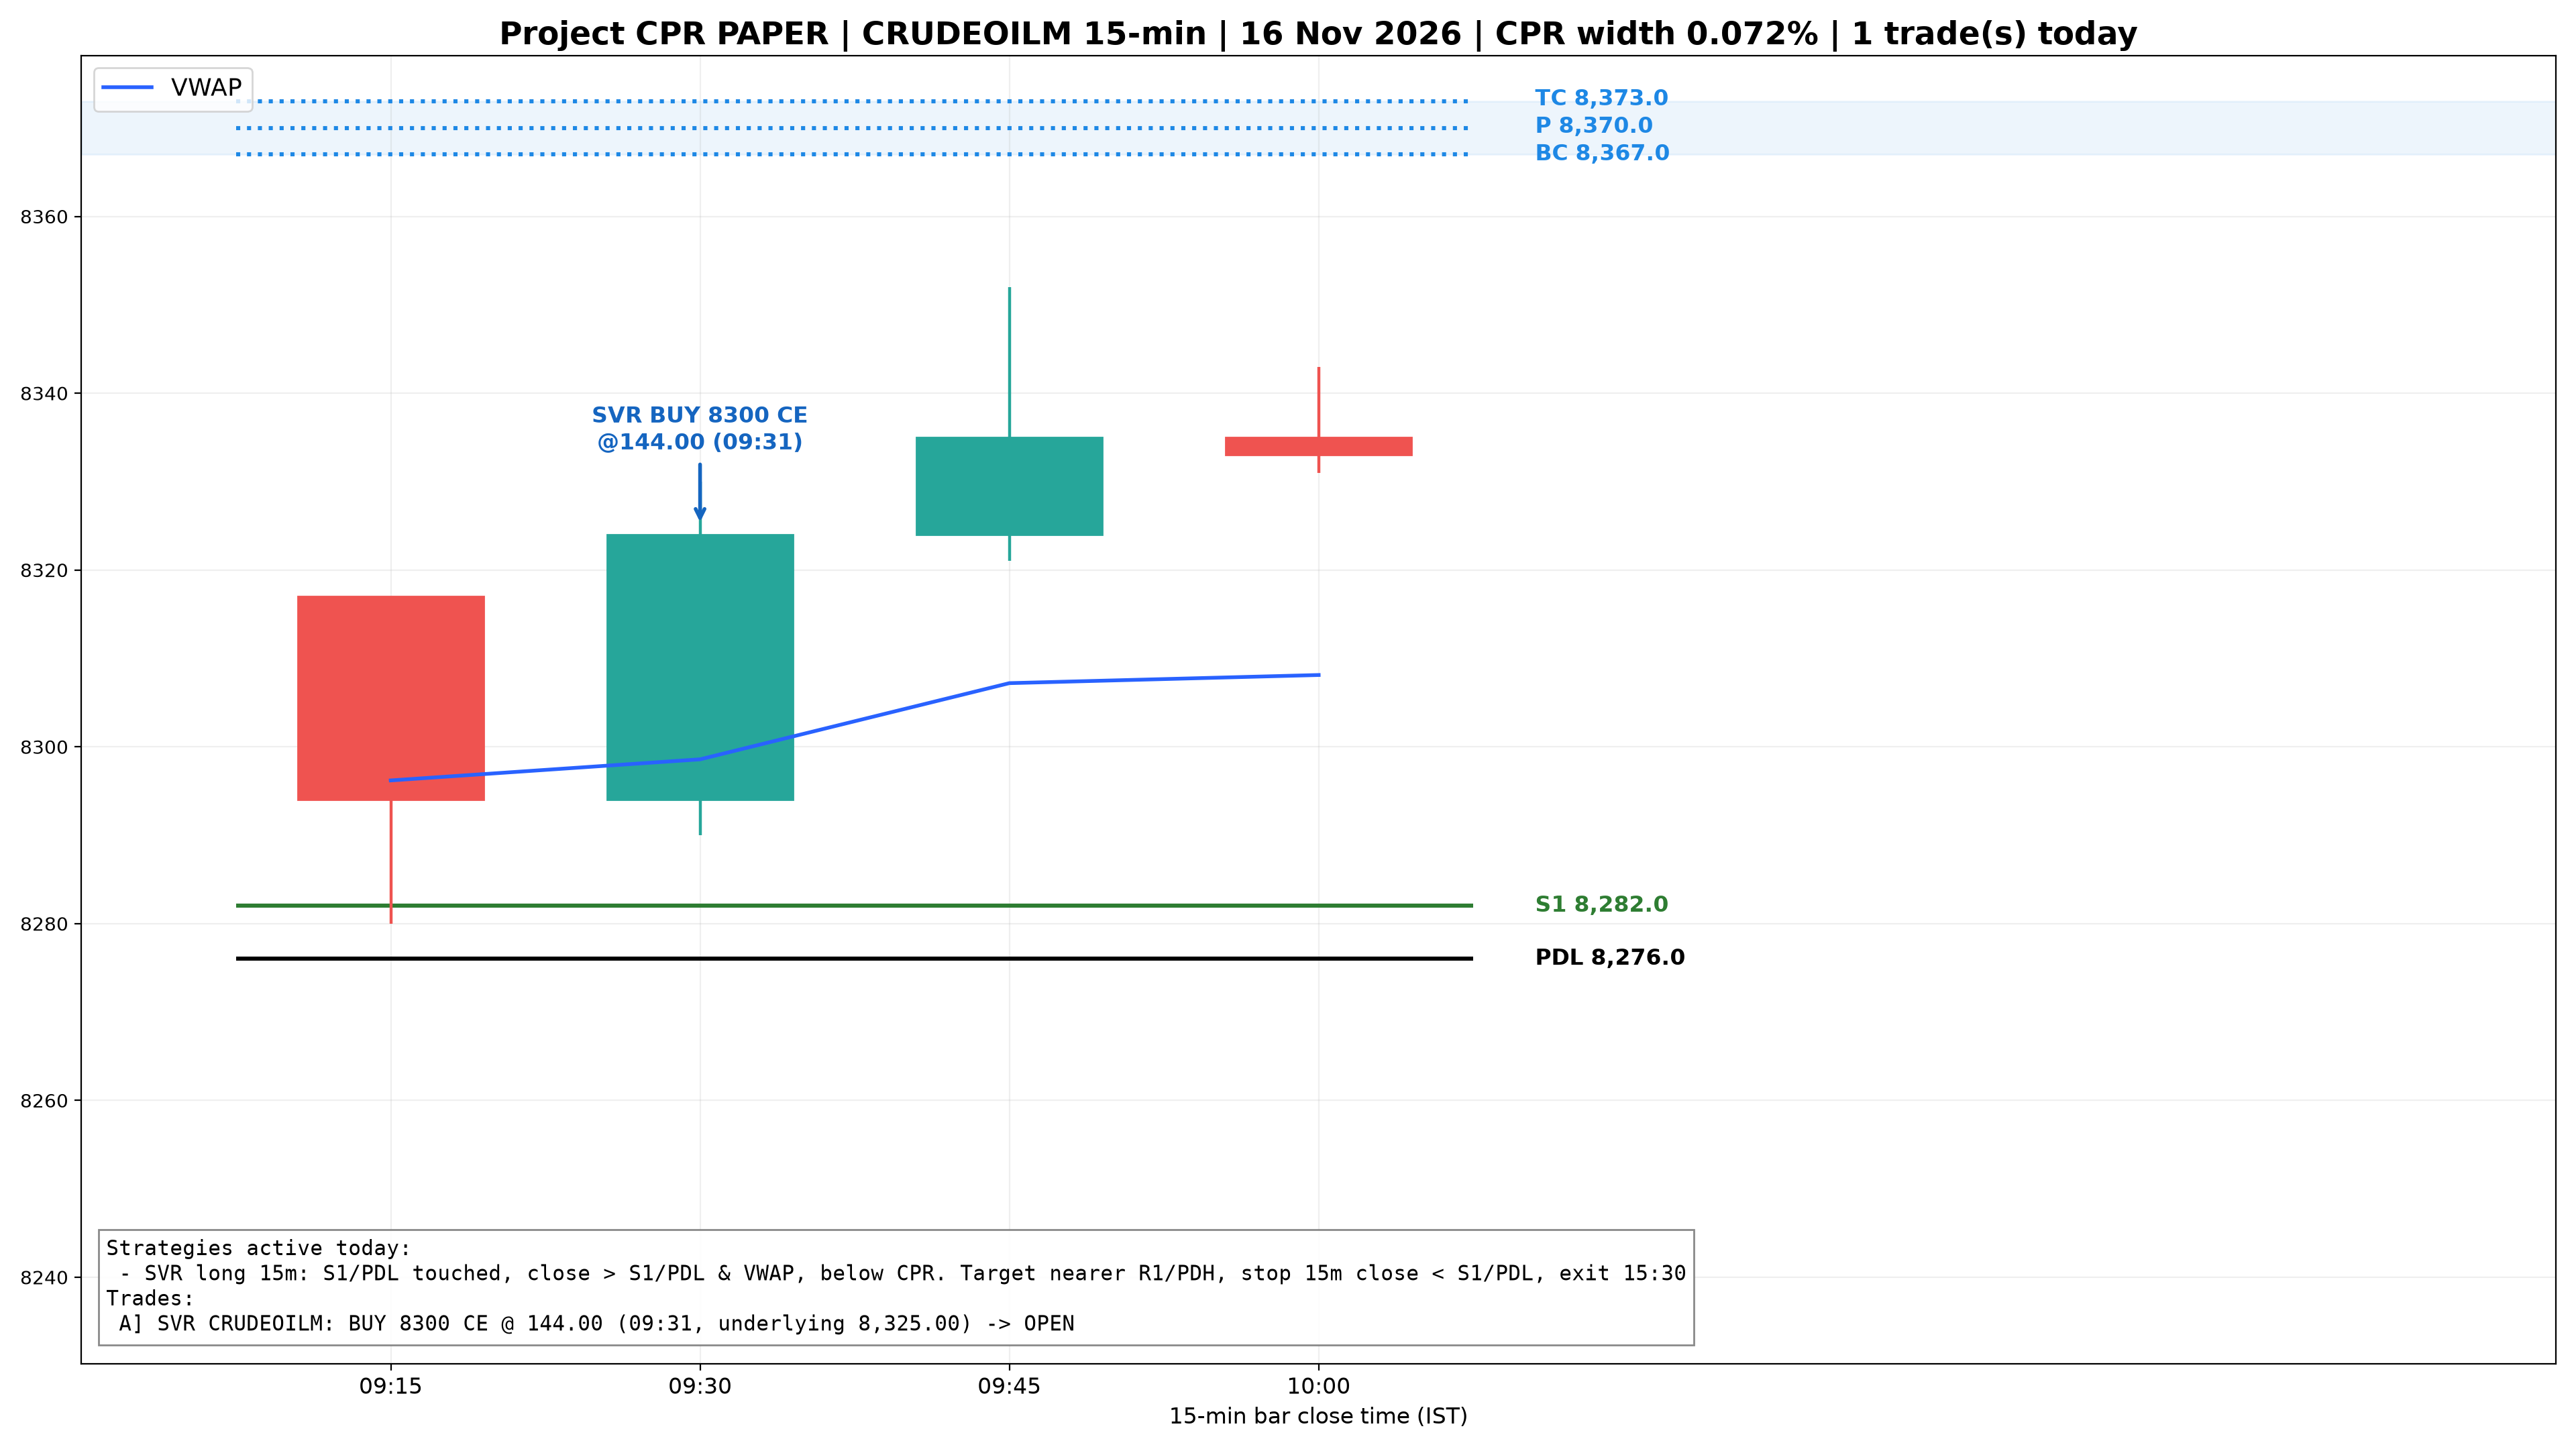 Project CPR PAPER | CRUDEOILM 15-min | 16 Nov 2026 | CPR width 0.072% | 1 trade(s) today
VWAP
TC 8,373.0
P 8,370.0
BC 8,367.0
8360
8340
SVR BUY 8300 CE
@144.00 (09:31)
8320
8300
S1 8,282.0
8280
PDL 8,276.0
8260
8240
Strategies active today:
- SVR long 15m: S1/PDL touched, close > S1/PDL & VWAP, below CPR. Target nearer R1/PDH, stop 15m close < S1/PDL, exit 15:30
Trades:
A] SVR CRUDEOILM: BUY 8300 CE @ 144.00 (09:31, underlying 8,325.00) -> OPEN
09:15 09:30 09:45 10:00
15-min bar close time (IST)